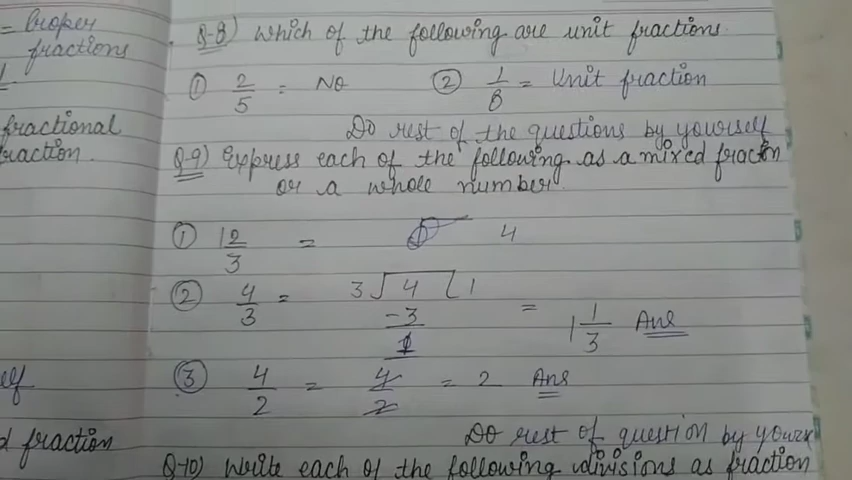 = Proper
fractions
fractional
fraction.
elf
d fraction
Q-8) Which of the following are unit fractions.
① 2/5 = No ② 1/8 = Unit fraction
Do rest of the questions by yourself
Q-9) Express each of the following as a mixed fraction
or a whole number.
① 12/3 = 4
② 4/3 = 3√4 ( 1
-3
1
= 1 1/3 Ans
③ 4/2 = 4/2 = 2 Ans
Do rest of question by your
Q-10) Write each of the following divisions as fraction